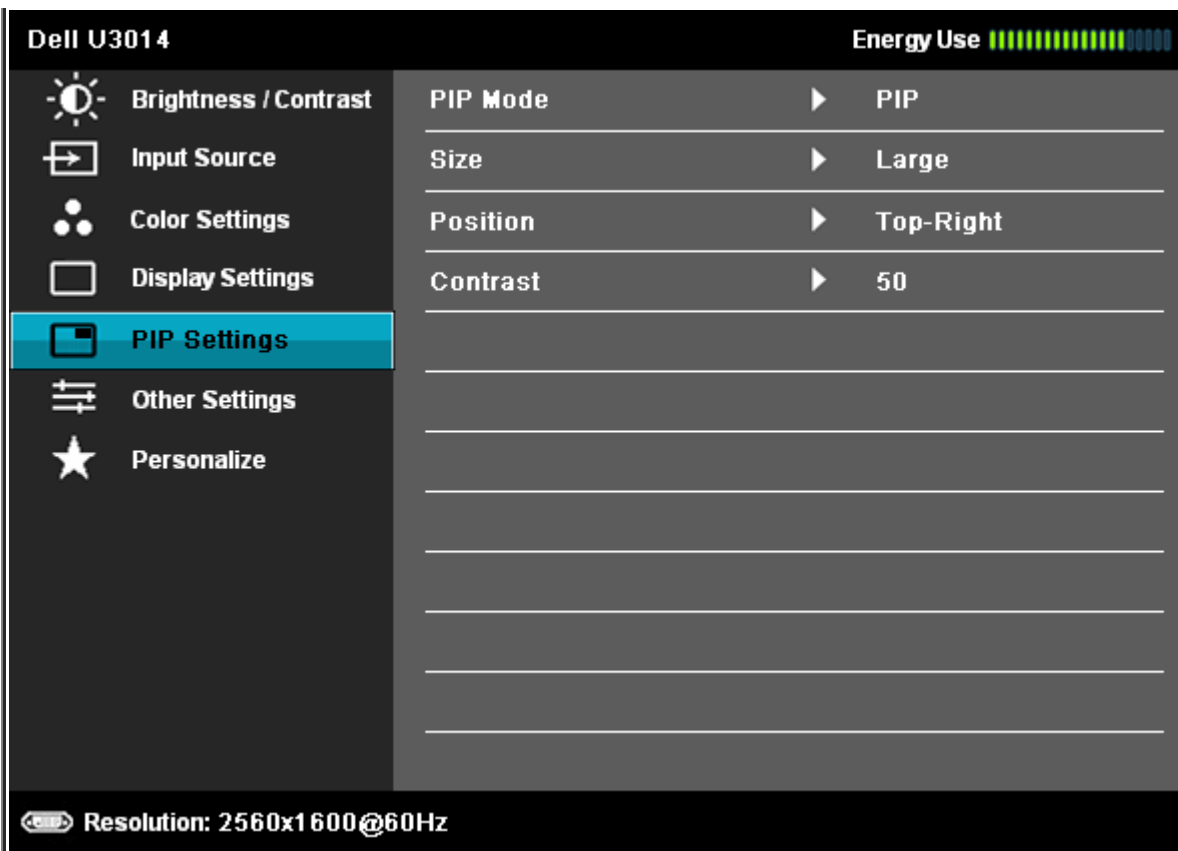 Dell U3014
Energy Use
Brightness / Contrast
Input Source
Color Settings
Display Settings
PIP Settings
Other Settings
Personalize
PIP Mode PIP
Size Large
Position Top-Right
Contrast 50
Resolution: 2560x1600@60Hz